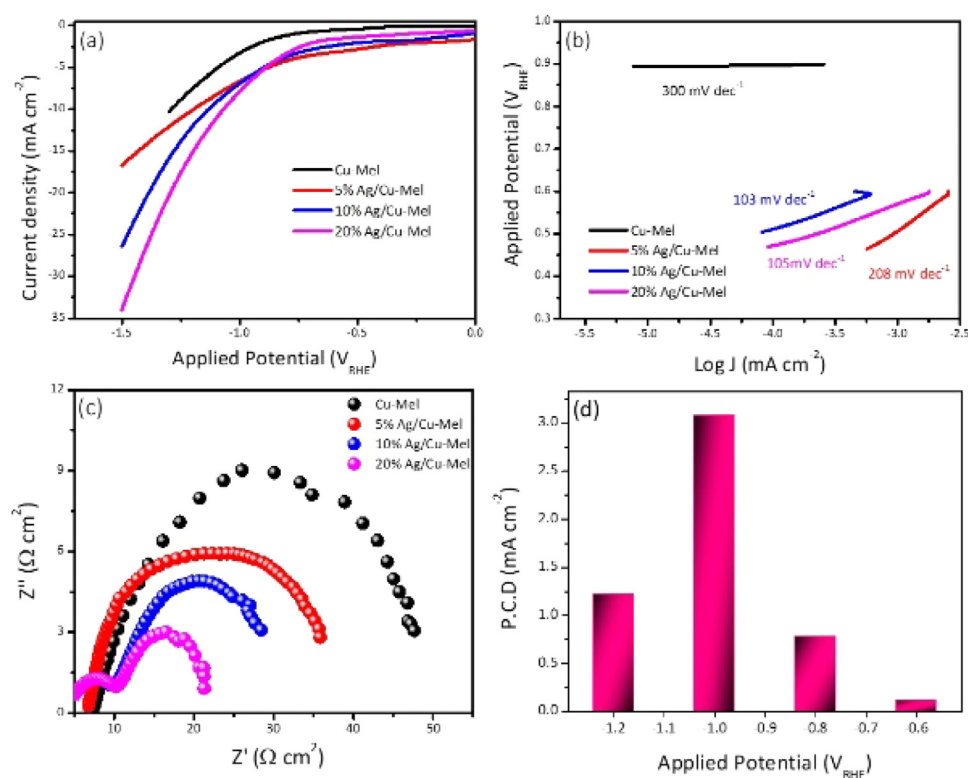 (a)
0
-5
-10
-15
-20
-25
-30
35
-1.5
-1.0
-0.5
0.0
Current density (mA cm⁻²)
Applied Potential (V_RHE)
Cu-Mel
5% Ag/Cu-Mel
10% Ag/Cu-Mel
20% Ag/Cu-Mel
(b)
1.0
0.9
0.8
0.7
0.6
0.5
0.4
0.3
-5.5
-5.0
-4.5
-4.0
-3.5
-3.0
-2.5
Applied Potential (V_RHE)
Log J (mA cm⁻²)
300 mV dec⁻¹
103 mV dec⁻¹
105mV dec⁻¹
208 mV dec⁻¹
Cu-Mel
5% Ag/Cu-Mel
10% Ag/Cu-Mel
20% Ag/Cu-Mel
(c)
12
9
6
3
0
10
20
30
40
50
Z'' (Ω cm²)
Z' (Ω cm²)
Cu-Mel
5% Ag/Cu-Mel
10% Ag/Cu-Mel
20% Ag/Cu-Mel
(d)
3.0
2.5
2.0
1.5
1.0
0.5
0.0
-1.2
-1.1
-1.0
-0.9
-0.8
-0.7
-0.6
P.C.D (mA cm⁻²)
Applied Potential (V_RHE)